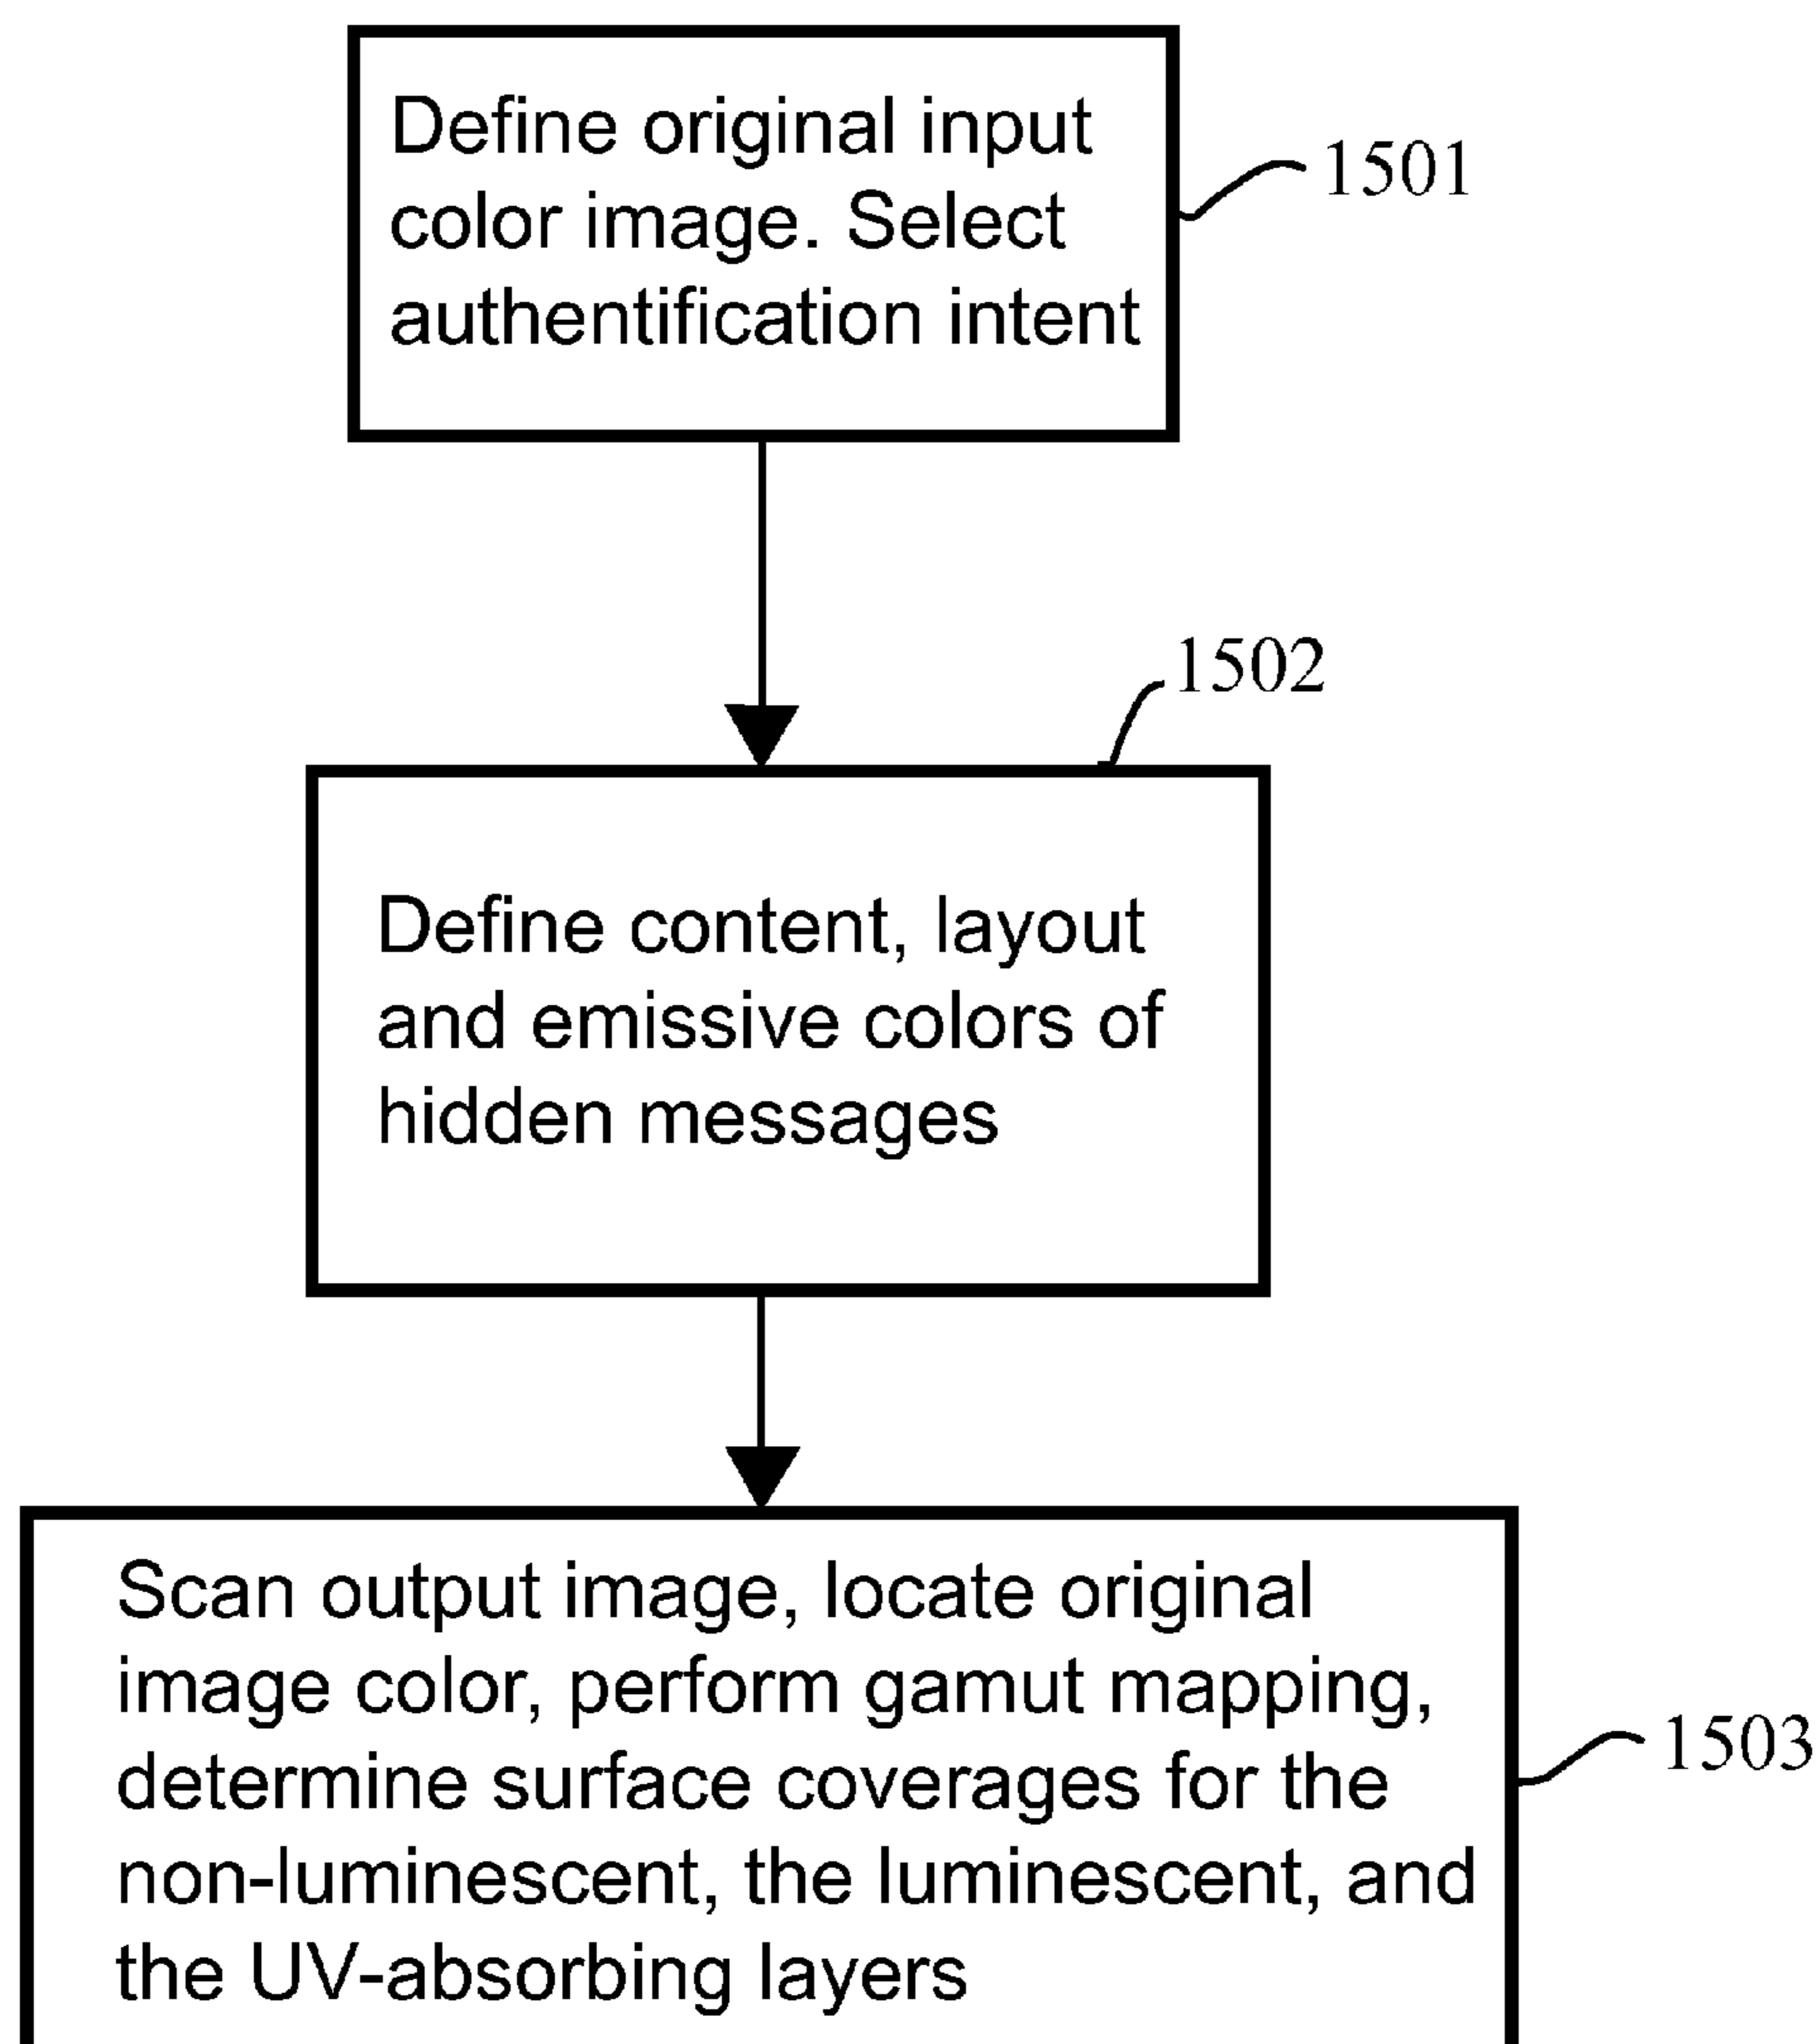 Define original input
color image. Select
authentification intent
1501
1502
Define content, layout
and emissive colors of
hidden messages
Scan output image, locate original
image color, perform gamut mapping,
determine surface coverages for the
non-luminescent, the luminescent, and
the UV-absorbing layers
1503